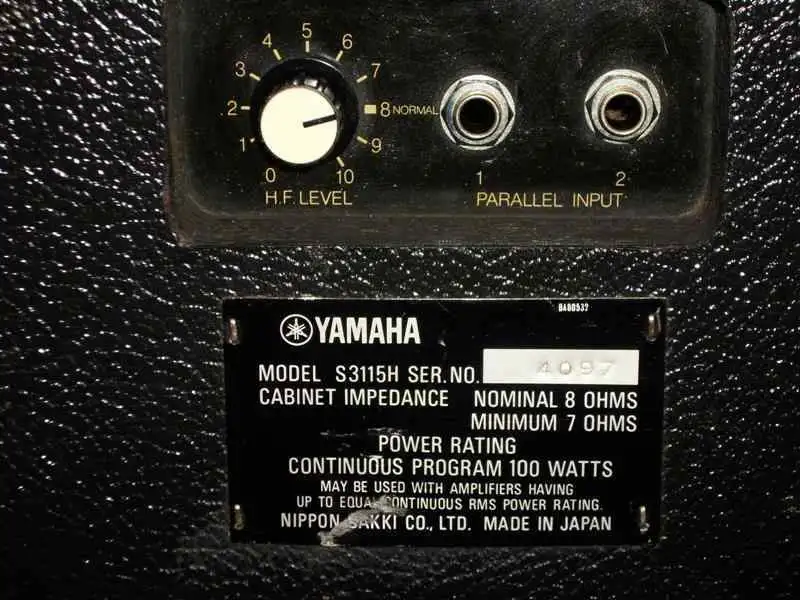 5
4 6
3 7
2 8 NORMAL
1 9
0 10
H.F. LEVEL
1 2
PARALLEL INPUT
YAMAHA
MODEL S3115H SER.NO. 4097
CABINET IMPEDANCE NOMINAL 8 OHMS
MINIMUM 7 OHMS
POWER RATING
CONTINUOUS PROGRAM 100 WATTS
MAY BE USED WITH AMPLIFIERS HAVING
UP TO EQUAL CONTINUOUS RMS POWER RATING.
NIPPON GAKKI CO., LTD. MADE IN JAPAN